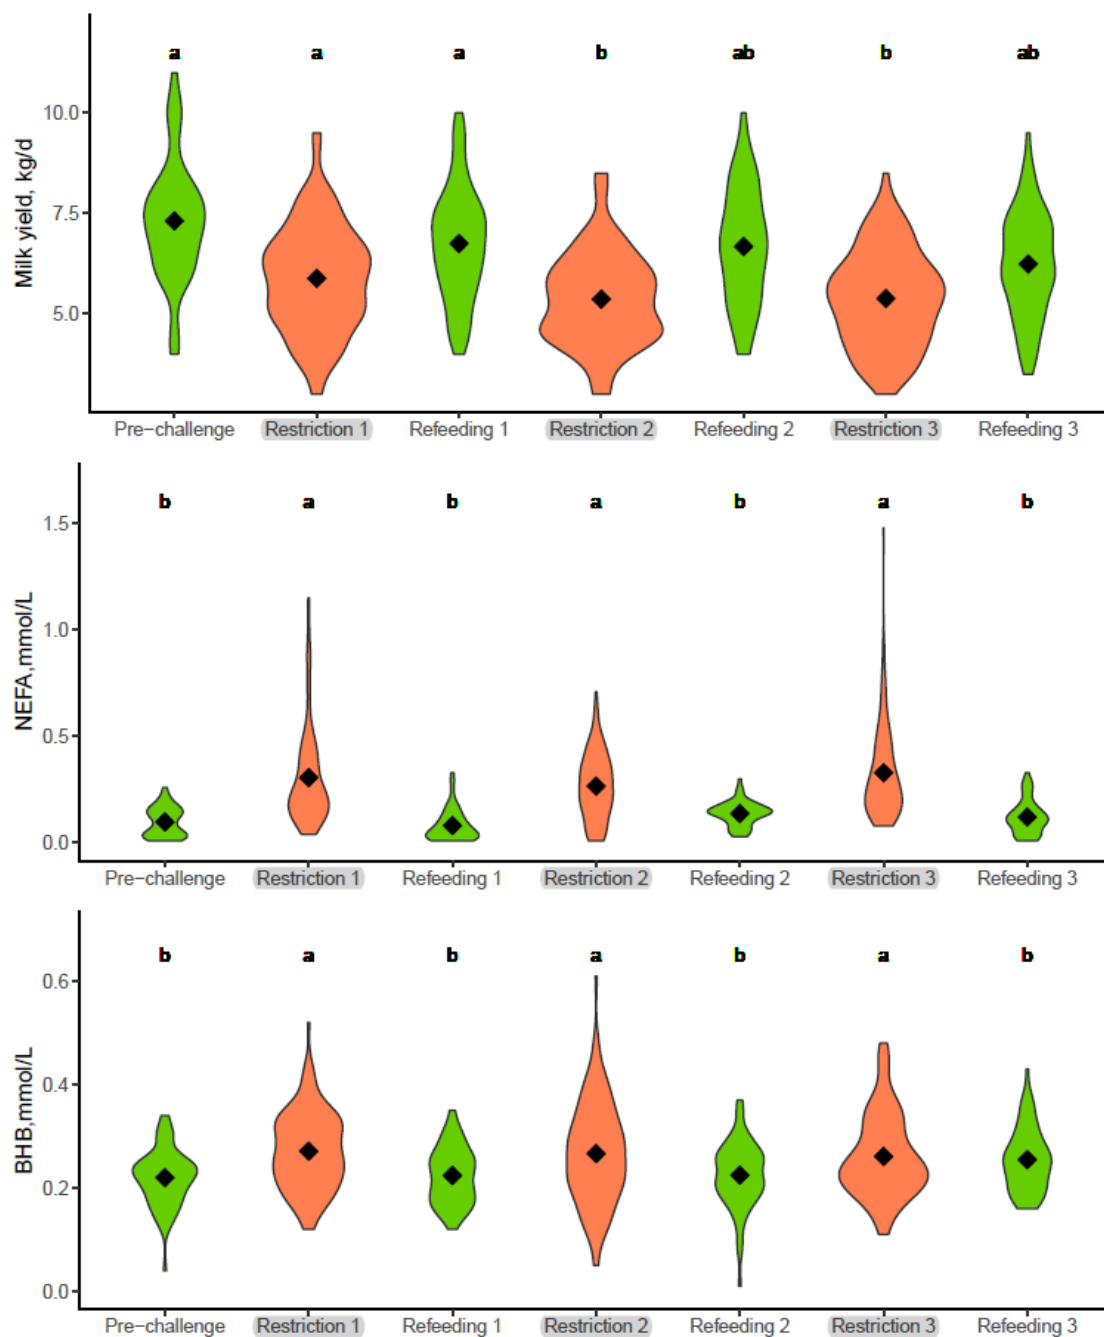 a a a b ab b ab
Milk yield, kg/d
10.0
7.5
5.0
Pre−challenge Restriction 1 Refeeding 1 Restriction 2 Refeeding 2 Restriction 3 Refeeding 3
b a b a b a b
NEFA,mmol/L
1.5
1.0
0.5
0.0
Pre−challenge Restriction 1 Refeeding 1 Restriction 2 Refeeding 2 Restriction 3 Refeeding 3
b a b a b a b
BHB,mmol/L
0.6
0.4
0.2
0.0
Pre−challenge Restriction 1 Refeeding 1 Restriction 2 Refeeding 2 Restriction 3 Refeeding 3